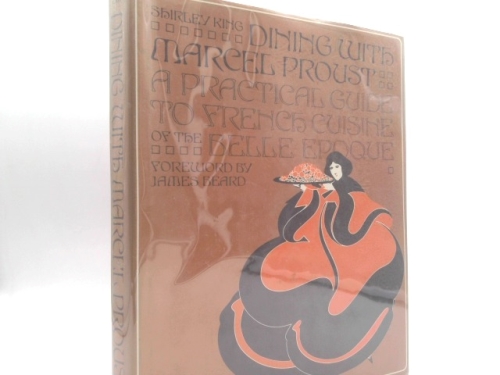 SHIRLEY KING
DINING WITH
MARCEL PROUST
A PRACTICAL GUIDE
TO FRENCH CUISINE
OF THE
BELLE EPOQUE
FOREWORD BY
JAMES BEARD
DINING WITH MARCEL PROUS